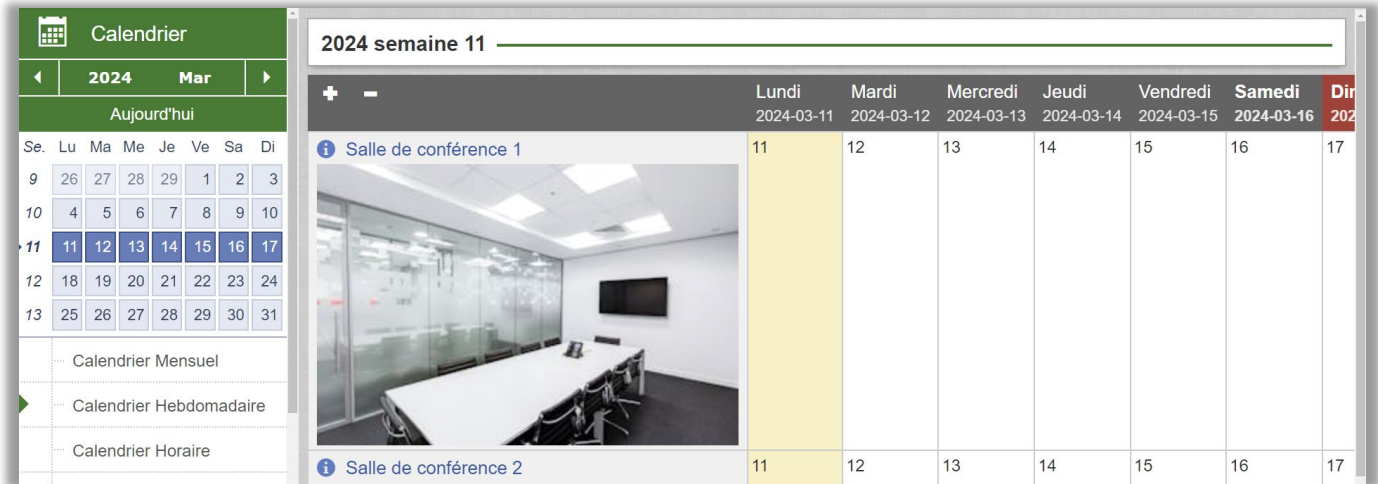 Calendrier
2024 Mar
Aujourd'hui
Se. Lu Ma Me Je Ve Sa Di
9 26 27 28 29 1 2 3
10 4 5 6 7 8 9 10
11 11 12 13 14 15 16 17
12 18 19 20 21 22 23 24
13 25 26 27 28 29 30 31
Calendrier Mensuel
Calendrier Hebdomadaire
Calendrier Horaire
2024 semaine 11
+ − Lundi Mardi Mercredi Jeudi Vendredi Samedi Dir
2024-03-11 2024-03-12 2024-03-13 2024-03-14 2024-03-15 2024-03-16 202
Salle de conférence 1 11 12 13 14 15 16 17
Salle de conférence 2 11 12 13 14 15 16 17